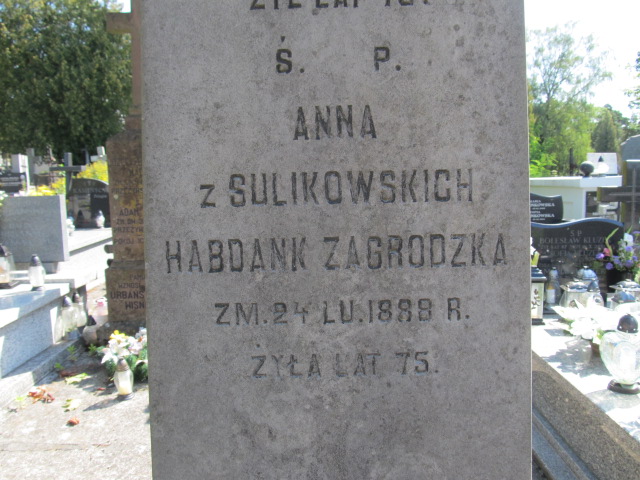 Ś. P.
ANNA
z SULIKOWSKICH
HABDANK ZAGRODZKA
ZM. 24 LU. 1888 R.
ŻYŁA LAT 75.